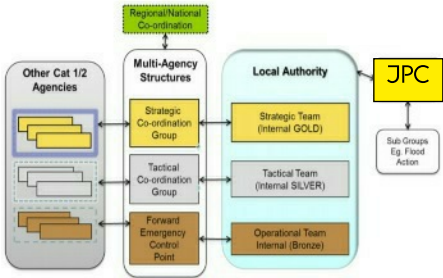 Regional/National
Co-ordination
Other Cat 1/2
Agencies
Multi-Agency
Structures
Strategic
Co-ordination
Group
Tactical
Co-ordination
Group
Forward
Emergency
Control
Point
Local Authority
Strategic Team
(Internal GOLD)
Tactical Team
(Internal SILVER)
Operational Team
Internal (Bronze)
JPC
Sub Groups
Eg. Flood
Action